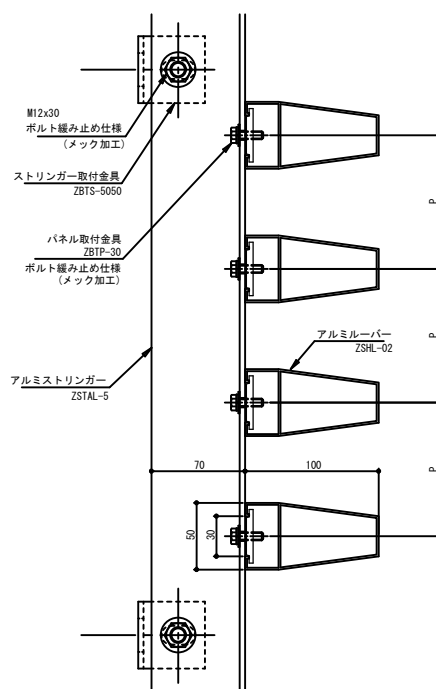 M12x30
ボルト緩み止め仕様
(メック加工)
ストリンガー取付金具
ZBTS-5050
パネル取付金具
ZBTP-30
ボルト緩み止め仕様
(メック加工)
アルミルーバー
ZSHL-02
アルミストリンガー
ZSTAL-5
P
P
P
70
100
50
30